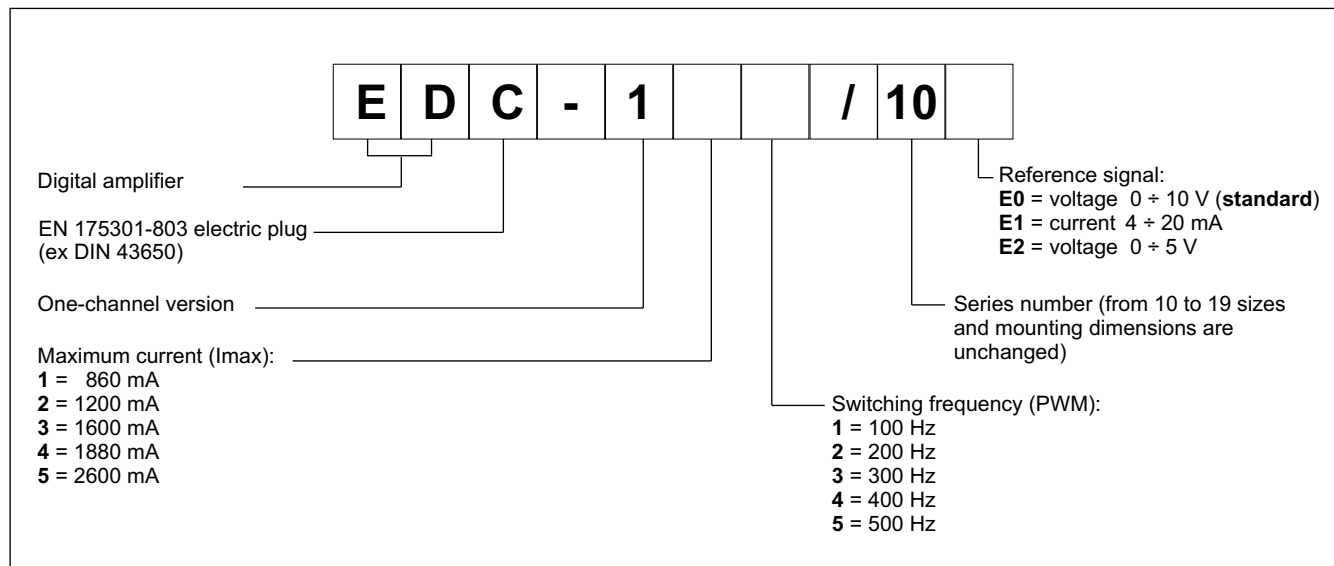 E D C - 1 / 10
Digital amplifier
EN 175301-803 electric plug
(ex DIN 43650)
One-channel version
Maximum current (Imax):
1 = 860 mA
2 = 1200 mA
3 = 1600 mA
4 = 1880 mA
5 = 2600 mA
Reference signal:
E0 = voltage 0 ÷ 10 V (standard)
E1 = current 4 ÷ 20 mA
E2 = voltage 0 ÷ 5 V
Series number (from 10 to 19 sizes
and mounting dimensions are
unchanged)
Switching frequency (PWM):
1 = 100 Hz
2 = 200 Hz
3 = 300 Hz
4 = 400 Hz
5 = 500 Hz